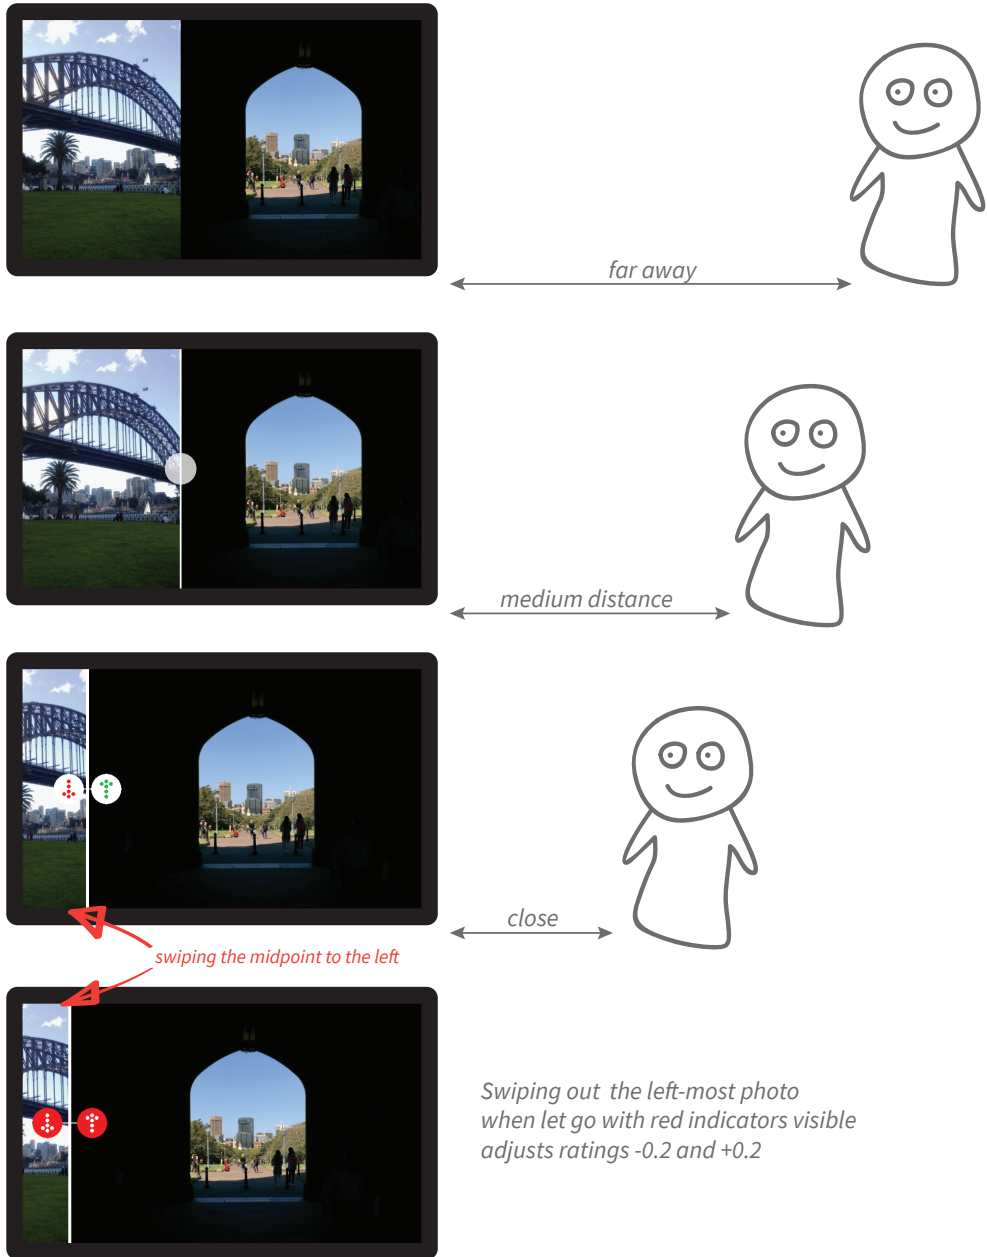 far away
medium distance
close
swiping the midpoint to the left
Swiping out  the left-most photo
when let go with red indicators visible
adjusts ratings -0.2 and +0.2